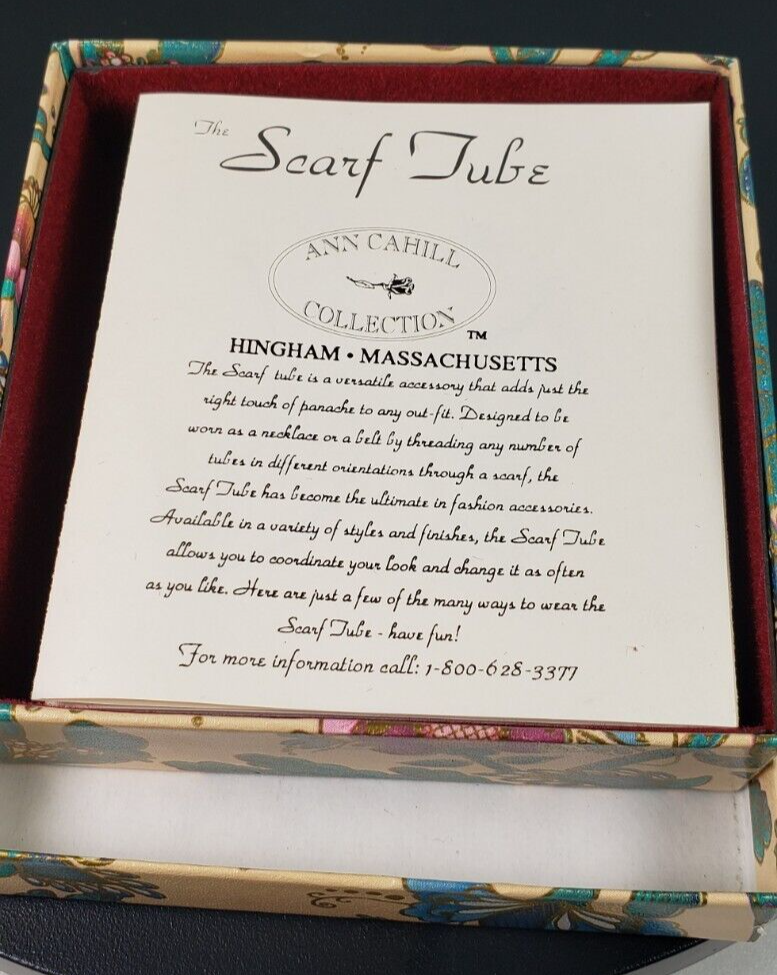 The
Scarf Tube
ANN CAHILL
COLLECTION™
HINGHAM • MASSACHUSETTS
The Scarf tube is a versatile accessory that adds just the
right touch of panache to any out-fit. Designed to be
worn as a necklace or a belt by threading any number of
tubes in different orientations through a scarf, the
Scarf Tube has become the ultimate in fashion accessories.
Available in a variety of styles and finishes, the Scarf Tube
allows you to coordinate your look and change it as often
as you like. Here are just a few of the many ways to wear the
Scarf Tube - have fun!
For more information call: 1-800-628-3377